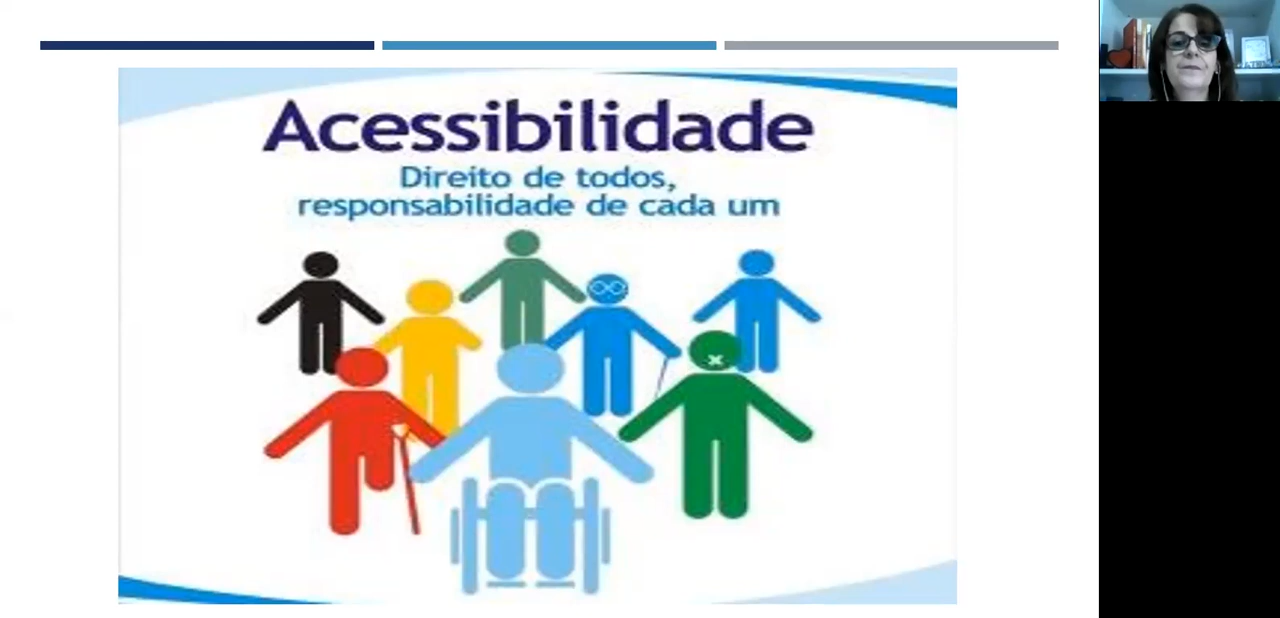 Acessibilidade
Direito de todos,
responsabilidade de cada um